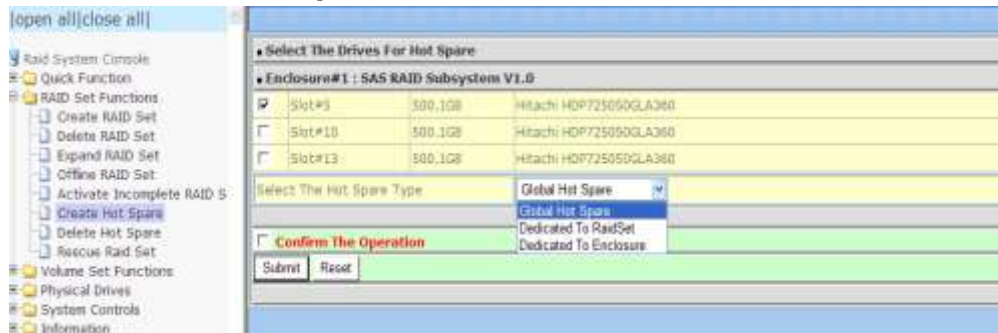 |open all|close all|
Raid System Console
Quick Function
RAID Set Functions
Create RAID Set
Delete RAID Set
Expand RAID Set
Offline RAID Set
Activate Incomplete RAID S
Create Hot Spare
Delete Hot Spare
Rescue Raid Set
Volume Set Functions
Physical Drives
System Controls
Information
• Select The Drives For Hot Spare
• Enclosure#1 : SAS RAID Subsystem V1.0
Slot#5 500.1GB Hitachi HDP725050GLA360
Slot#10 500.1GB Hitachi HDP725050GLA360
Slot#13 500.1GB Hitachi HDP725050GLA360
Select The Hot Spare Type Global Hot Spare
Global Hot Spare
Dedicated To RaidSet
Dedicated To Enclosure
Confirm The Operation
Submit Reset